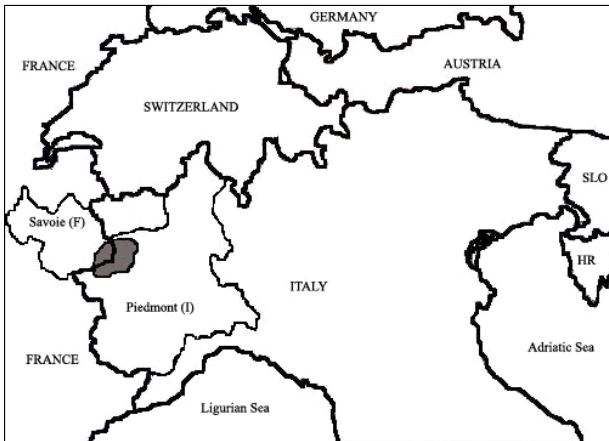 GERMANY
FRANCE
AUSTRIA
SWITZERLAND
SLO
Savoie (F)
HR
ITALY
Piedmont (I)
Adriatic Sea
FRANCE
Ligurian Sea